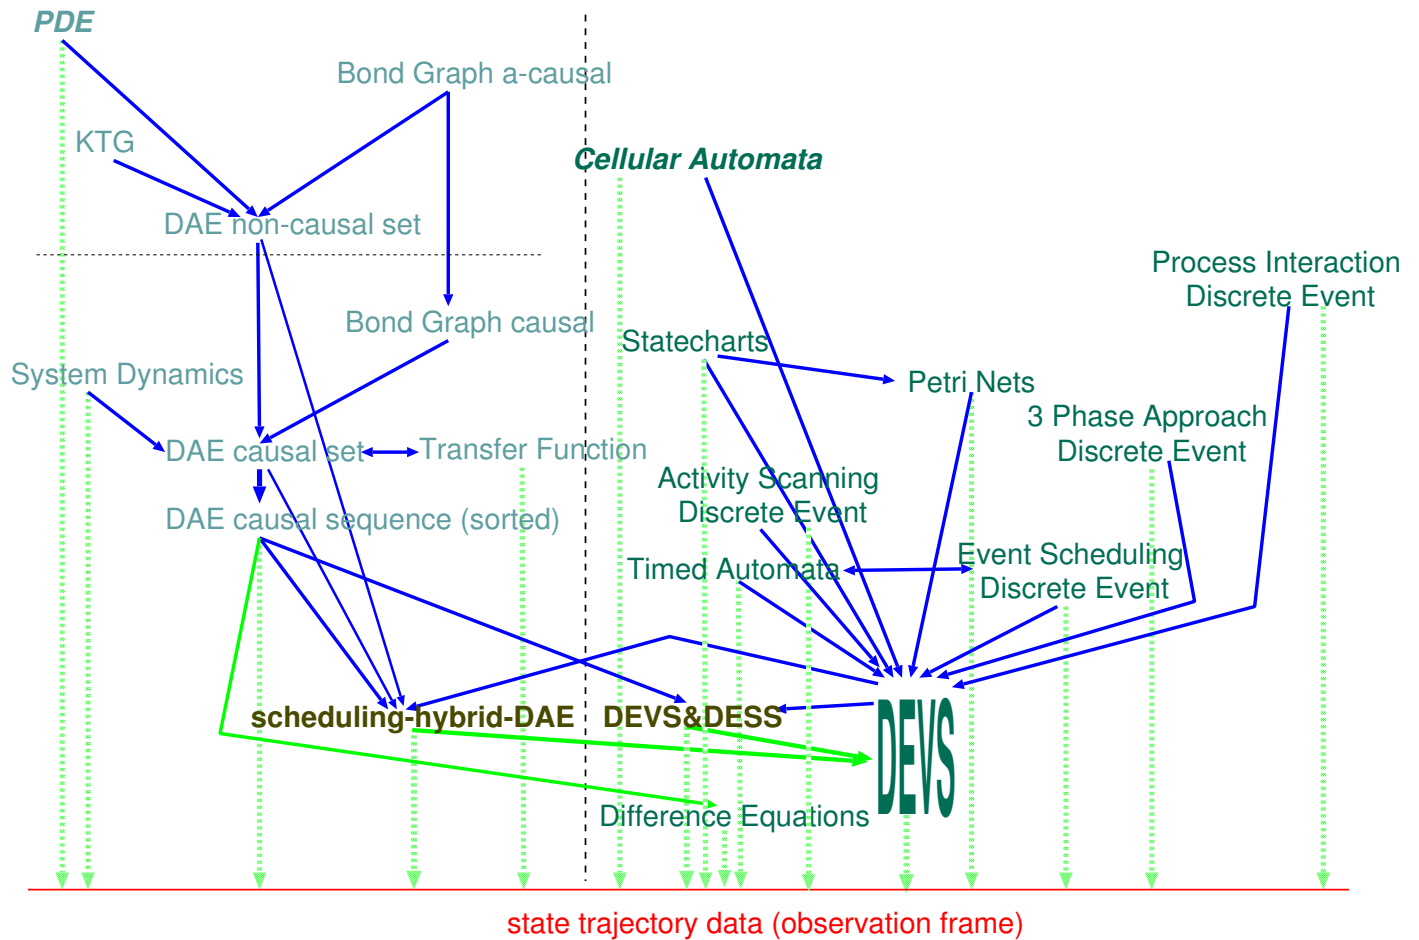 PDE
Bond Graph a-causal
KTG
Cellular Automata
DAE non-causal set
Process Interaction
Discrete Event
Bond Graph causal
Statecharts
System Dynamics
Petri Nets
3 Phase Approach
Discrete Event
DAE causal set
Transfer Function
Activity Scanning
Discrete Event
DAE causal sequence (sorted)
Timed Automata
Event Scheduling
Discrete Event
scheduling-hybrid-DAE
DEVS&DESS
DEVS
Difference Equations
state trajectory data (observation frame)